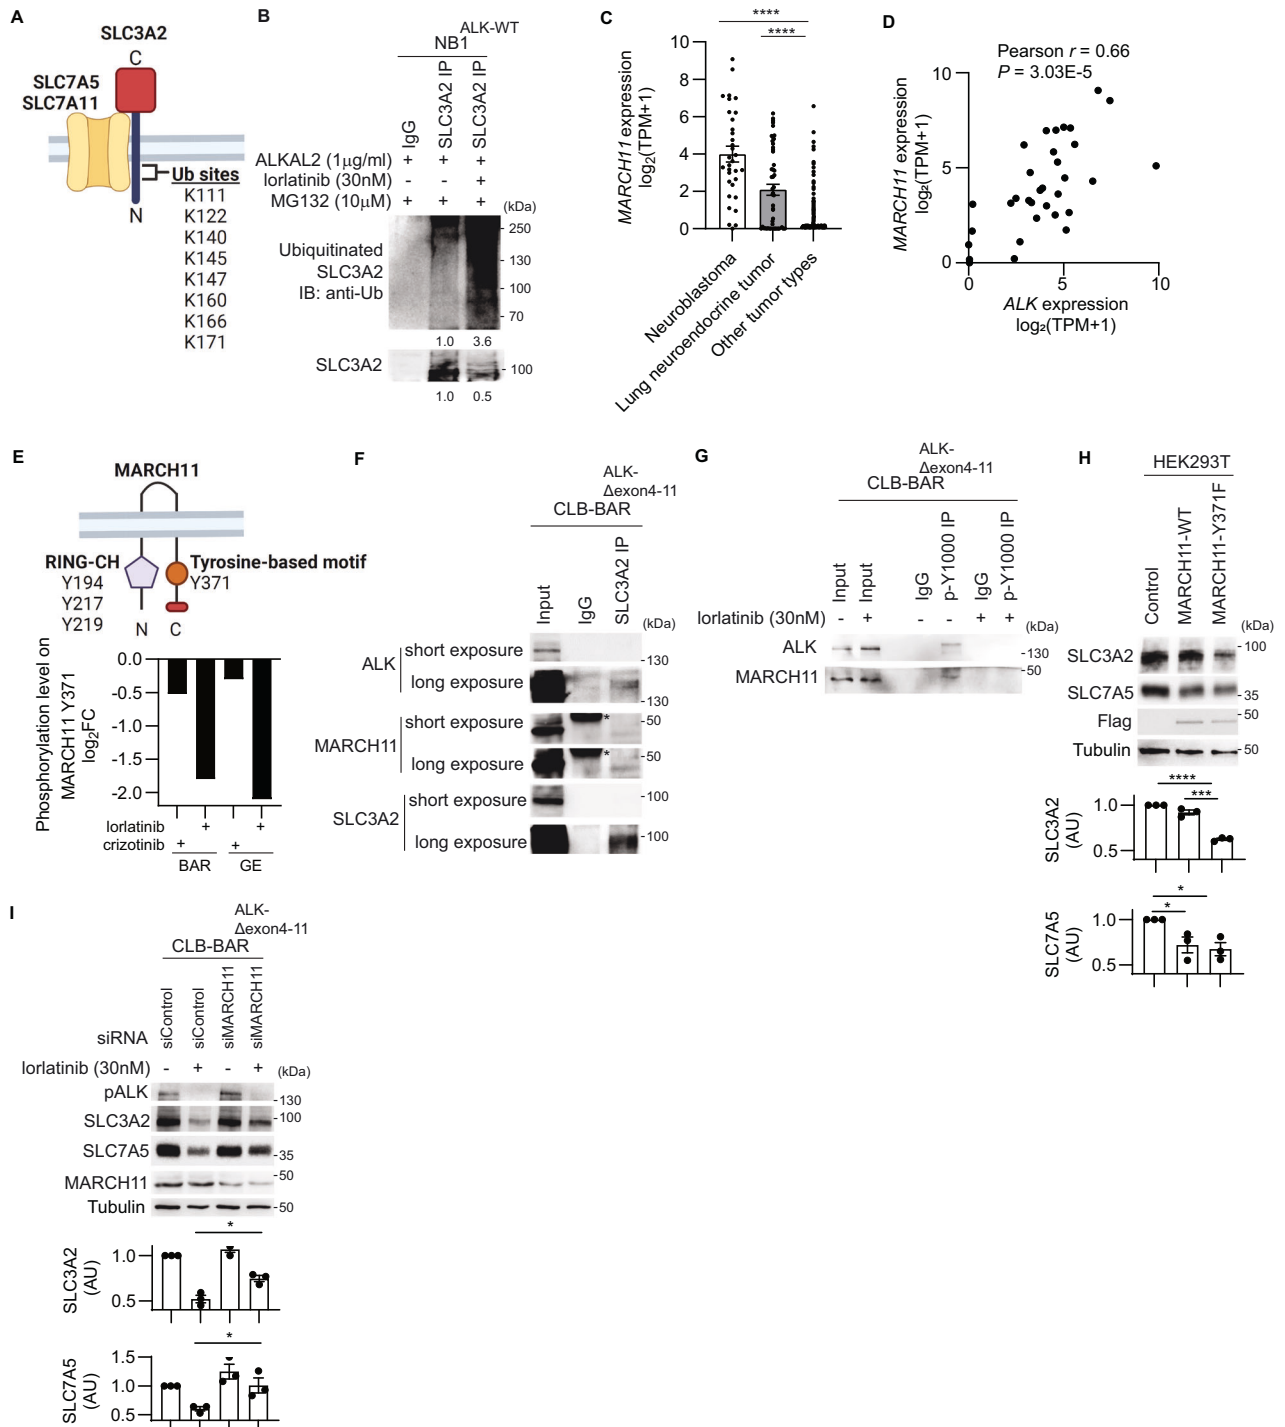 A
SLC3A2
C
SLC7A5
SLC7A11
Ub sites
K111
K122
K140
K145
K147
K160
K166
K171
N
B
ALK-WT
NB1
IgG
SLC3A2 IP
SLC3A2 IP
ALKAL2 (1µg/ml) + + +
lorlatinib (30nM) - - +
MG132 (10µM) + + +
(kDa)
Ubiquitinated
SLC3A2
IB: anti-Ub
-250
-130
-100
-70
1.0 3.6
SLC3A2
-100
1.0 0.5
C
****
****
MARCH11 expression
log₂(TPM+1)
10
8
6
4
2
0
Neuroblastoma
Lung neuroendocrine tumor
Other tumor types
D
Pearson r = 0.66
P = 3.03E-5
MARCH11 expression
log₂(TPM+1)
10
5
0
0 5 10
ALK expression
log₂(TPM+1)
E
MARCH11
RING-CH
Y194
Y217
Y219
Tyrosine-based motif
Y371
N C
Phosphorylation level on
MARCH11 Y371
log₂FC
0.0
-0.5
-1.0
-1.5
-2.0
lorlatinib + +
crizotinib + +
BAR GE
F
ALK-
Δexon4-11
CLB-BAR
Input
IgG
SLC3A2 IP
(kDa)
ALK
short exposure
-130
long exposure
-130
MARCH11
short exposure
*
-50
long exposure
*
-50
SLC3A2
short exposure
-100
long exposure
-100
G
ALK-
Δexon4-11
CLB-BAR
Input
Input
IgG
p-Y1000 IP
IgG
p-Y1000 IP
lorlatinib (30nM) - + - - + +
(kDa)
ALK
-130
MARCH11
-50
H
HEK293T
Control
MARCH11-WT
MARCH11-Y371F
(kDa)
SLC3A2
-100
SLC7A5
-35
Flag
-50
Tubulin
-50
****
***
SLC3A2
(AU)
1.0
0.5
*
*
SLC7A5
(AU)
1.0
0.5
I
ALK-
Δexon4-11
CLB-BAR
siRNA
siControl
siControl
siMARCH11
siMARCH11
lorlatinib (30nM) - + - +
(kDa)
pALK
-130
SLC3A2
-100
SLC7A5
-35
MARCH11
-50
Tubulin
-50
*
SLC3A2
(AU)
1.0
0.5
*
SLC7A5
(AU)
1.5
1.0
0.5